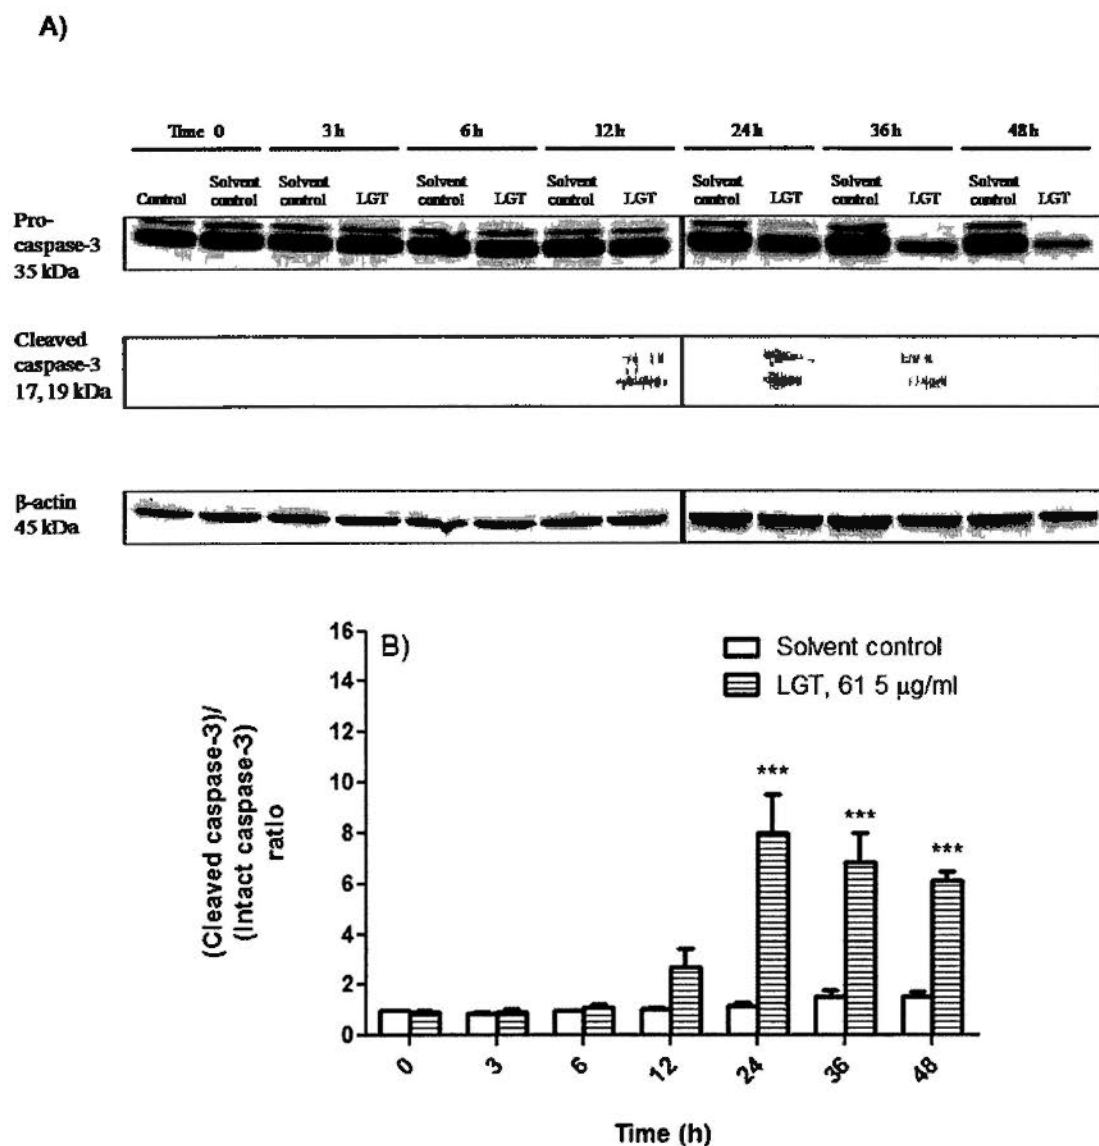 A)
Time 0 3 h 6 h 12 h 24 h 36 h 48 h
Control Solvent control Solvent control LGT Solvent control LGT Solvent control LGT Solvent control LGT Solvent control LGT Solvent control LGT
Pro-
caspase-3
35 kDa
Cleaved
caspase-3
17, 19 kDa
β-actin
45 kDa
B)
Solvent control
LGT, 61 5 μg/ml
(Cleaved caspase-3)/
(Intact caspase-3)
ratio
16
14
12
10
8
6
4
2
0
***
***
***
0 3 6 12 24 36 48
Time (h)